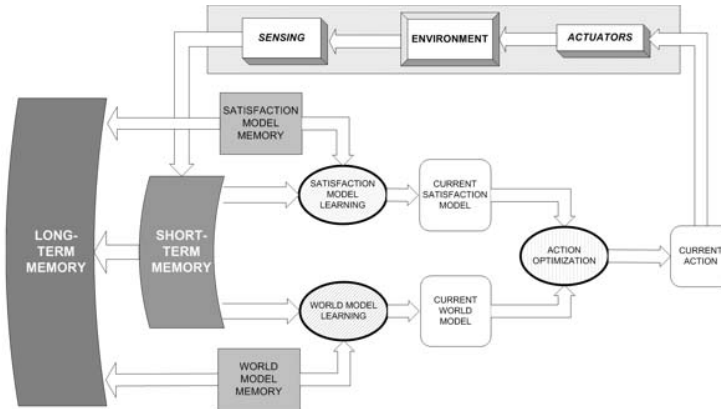 SENSING
ENVIRONMENT
ACTUATORS
SATISFACTION
MODEL
MEMORY
SATISFACTION
MODEL
LEARNING
CURRENT
SATISFACTION
MODEL
LONG-
TERM
MEMORY
SHORT-
TERM
MEMORY
ACTION
OPTIMIZATION
CURRENT
ACTION
WORLD MODEL
LEARNING
CURRENT
WORLD
MODEL
WORLD
MODEL
MEMORY